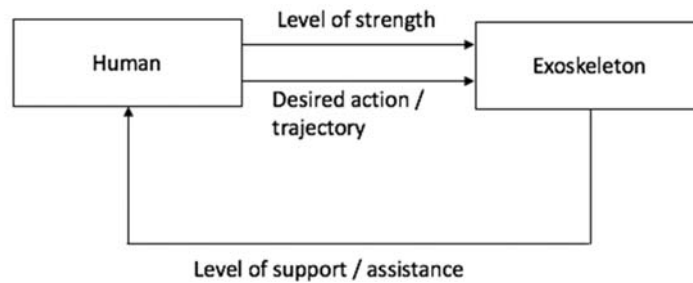 Level of strength
Human
Exoskeleton
Desired action /
trajectory
Level of support / assistance